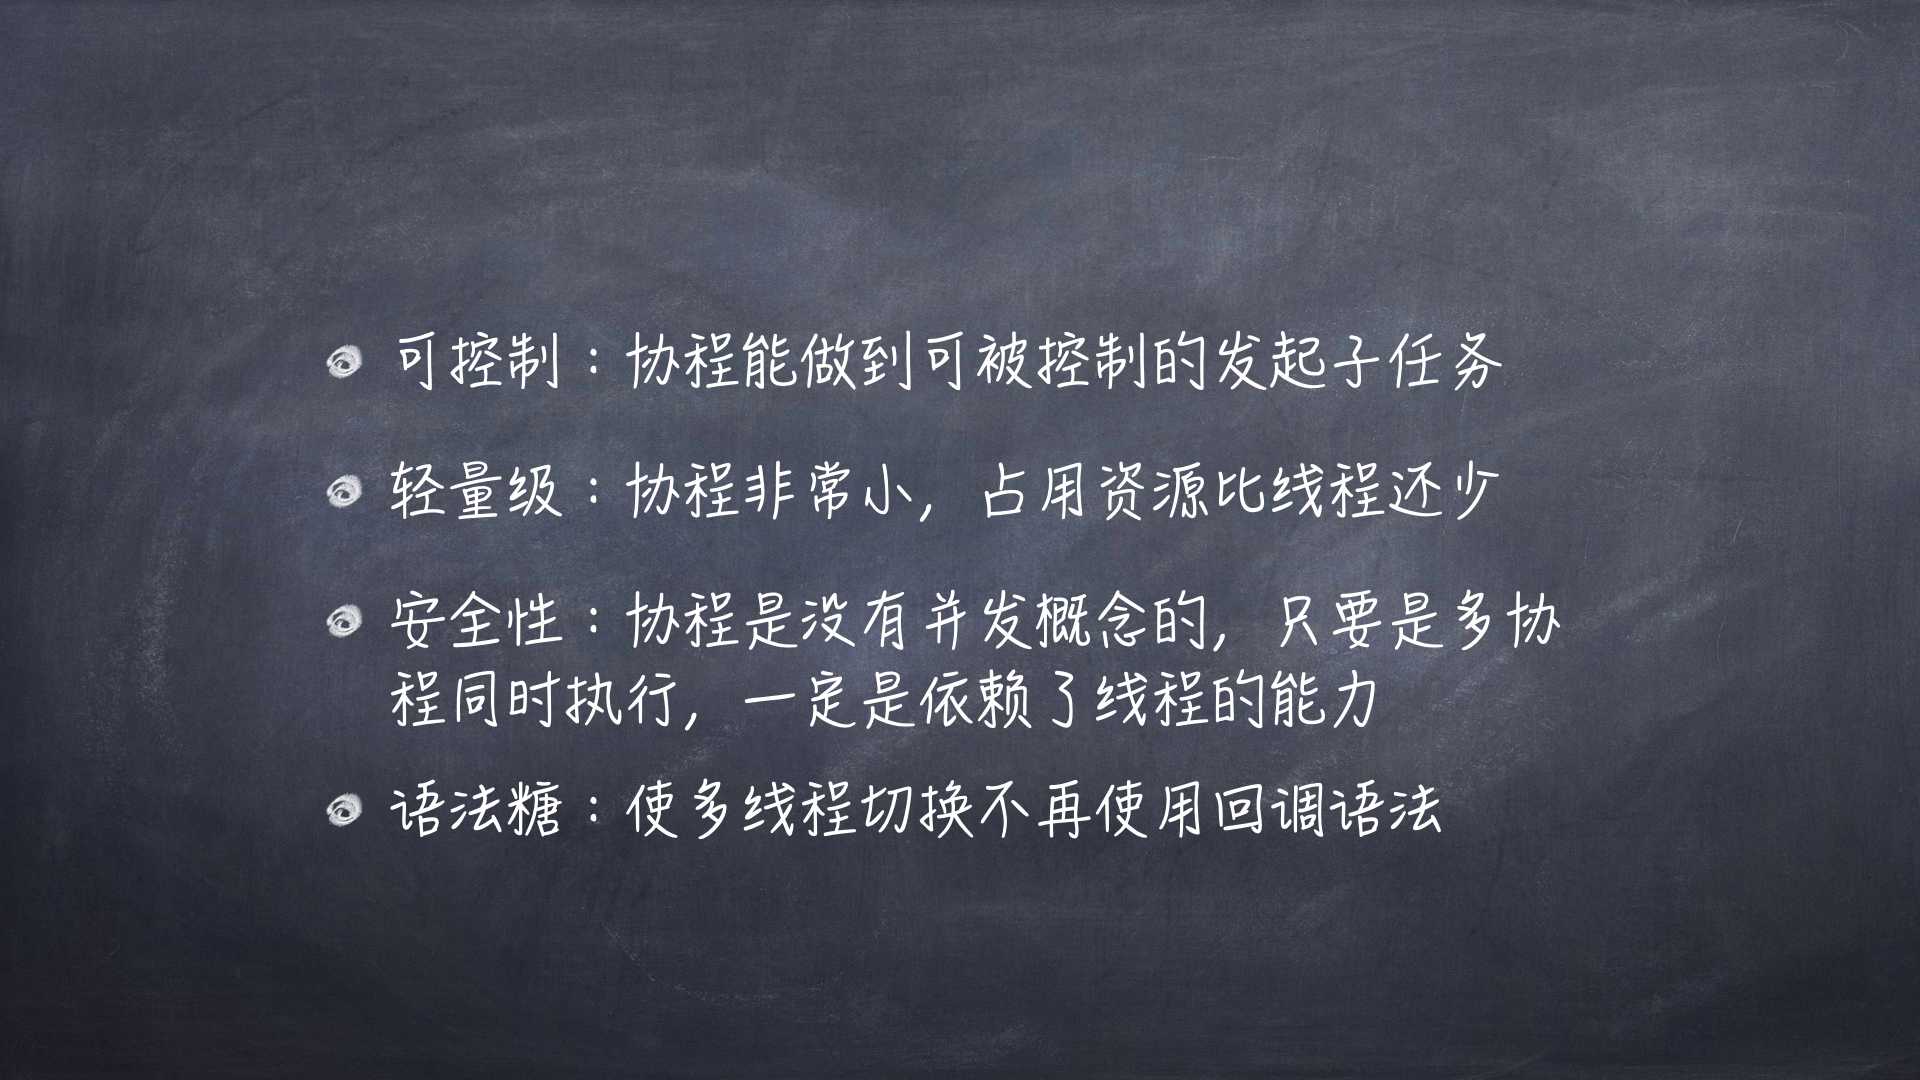 可控制：协程能做到可被控制的发起子任务
轻量级：协程非常小，占用资源比线程还少
安全性：协程是没有并发概念的，只要是多协
程同时执行，一定是依赖了线程的能力
语法糖：使多线程切换不再使用回调语法